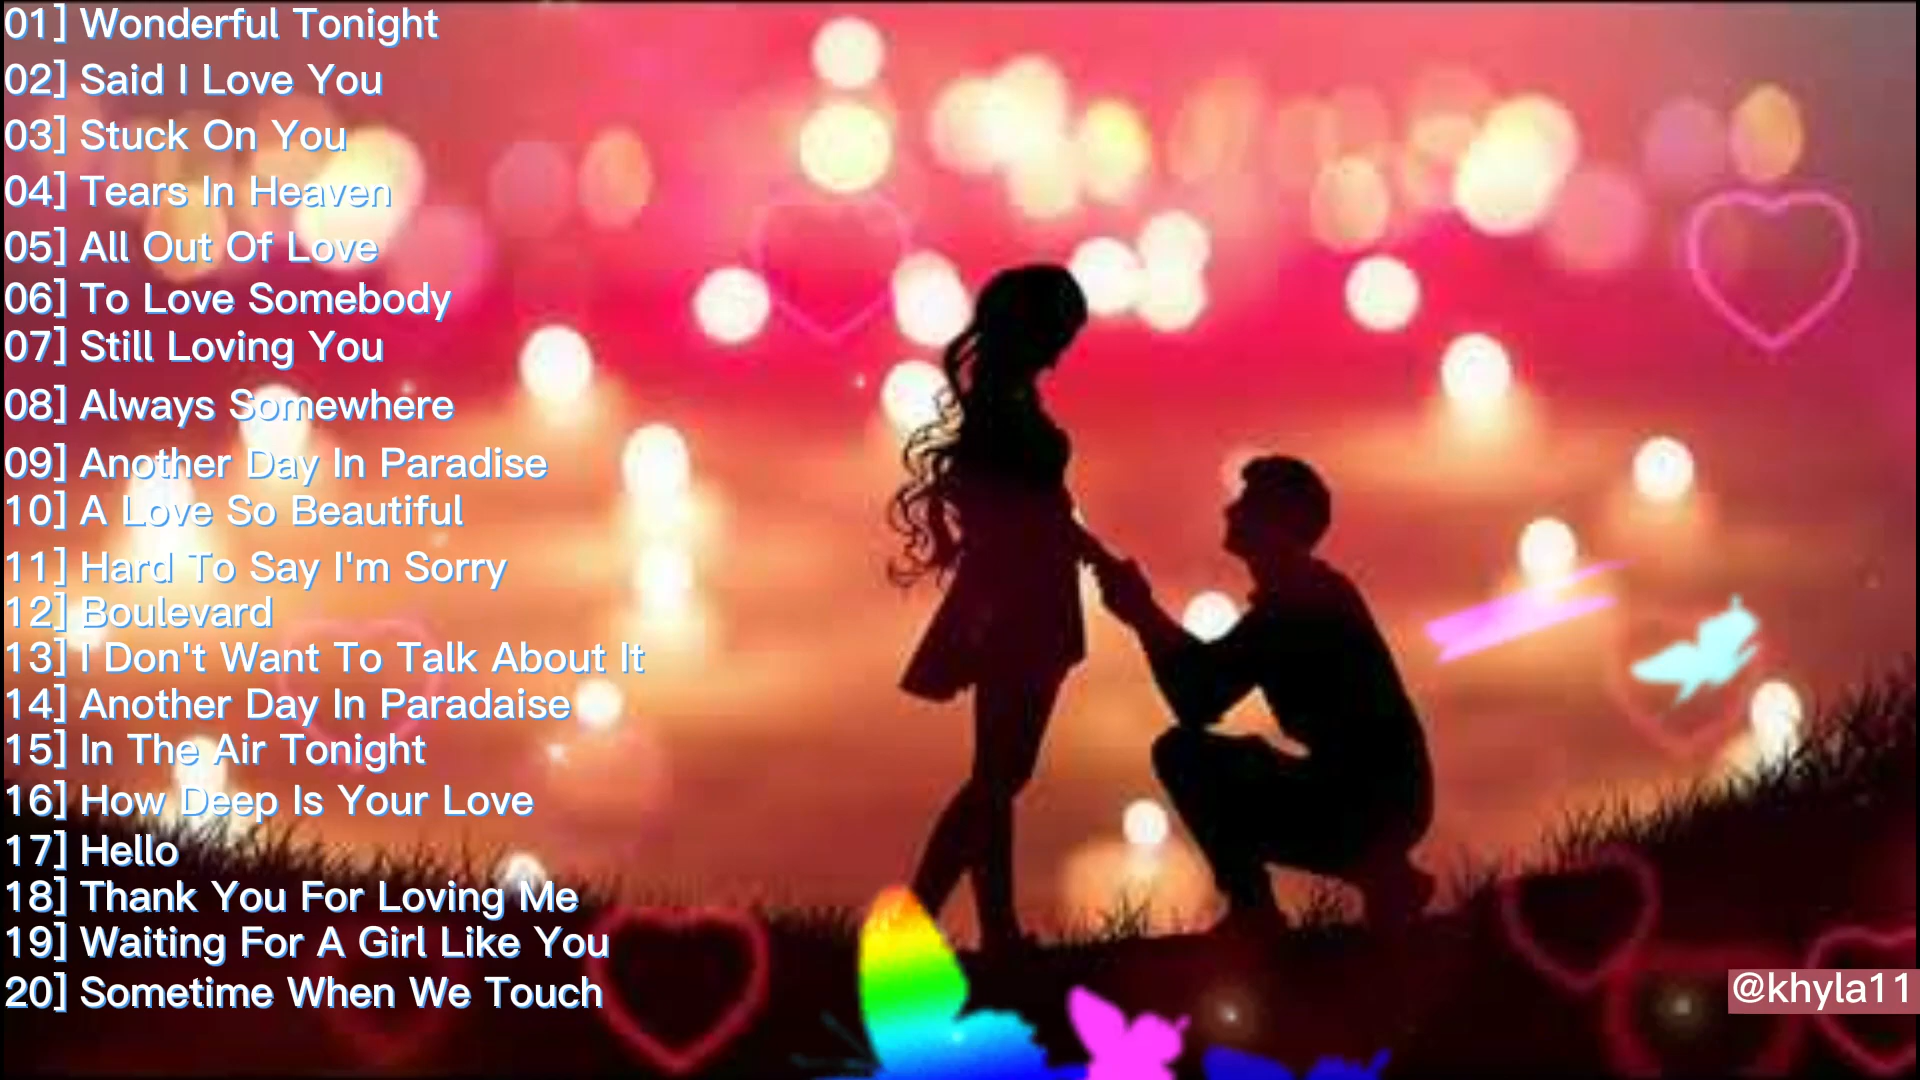 01] Wonderful Tonight
02] Said I Love You
03] Stuck On You
04] Tears In Heaven
05] All Out Of Love
06] To Love Somebody
07] Still Loving You
08] Always Somewhere
09] Another Day In Paradise
10] A Love So Beautiful
11] Hard To Say I'm Sorry
12] Boulevard
13] I Don't Want To Talk About It
14] Another Day In Paradaise
15] In The Air Tonight
16] How Deep Is Your Love
17] Hello
18] Thank You For Loving Me
19] Waiting For A Girl Like You
20] Sometime When We Touch
@khyla11